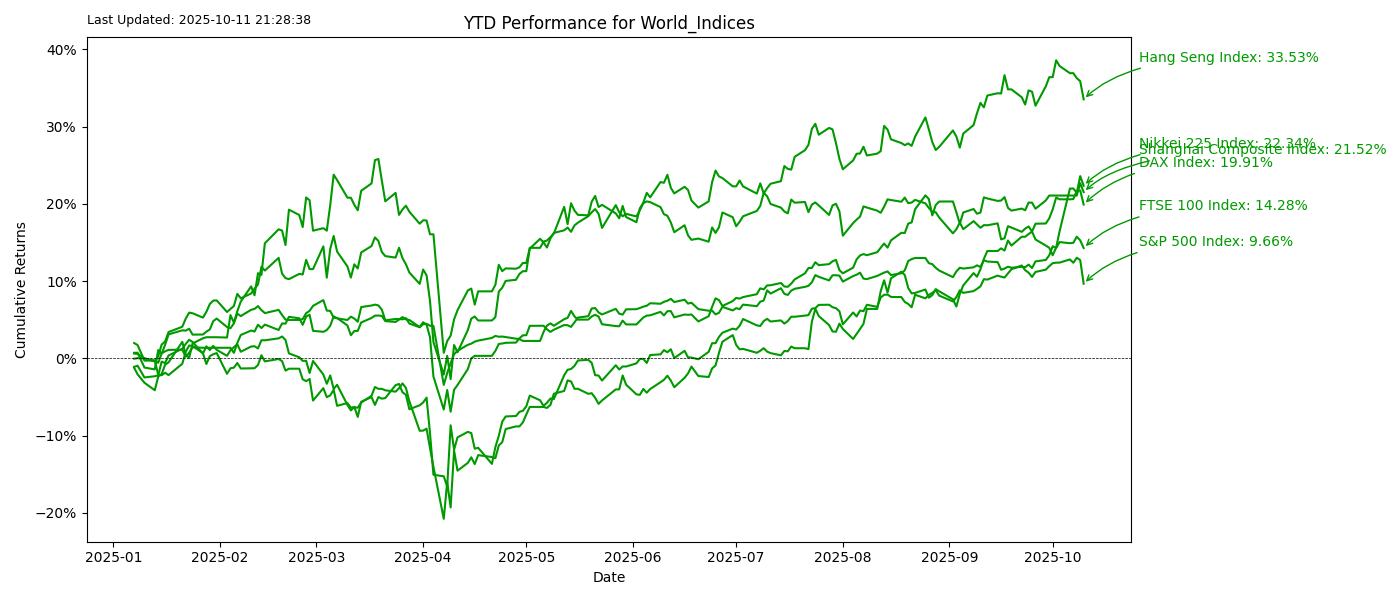 Last Updated: 2025-10-11 21:28:38
YTD Performance for World_Indices
40%
30%
20%
10%
0%
−10%
−20%
Cumulative Returns
Hang Seng Index: 33.53%
Nikkei 225 Index: 22.34%
Shanghai Composite Index: 21.52%
DAX Index: 19.91%
FTSE 100 Index: 14.28%
S&P 500 Index: 9.66%
2025-01 2025-02 2025-03 2025-04 2025-05 2025-06 2025-07 2025-08 2025-09 2025-10
Date